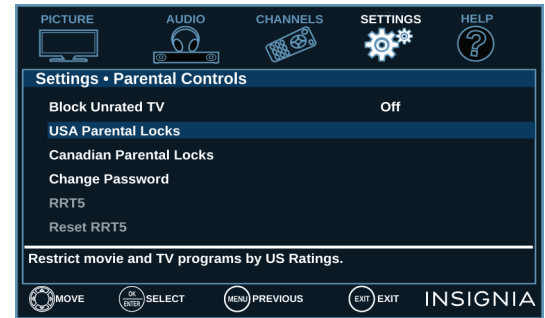 PICTURE AUDIO CHANNELS SETTINGS HELP
Settings • Parental Controls
Block Unrated TV Off
USA Parental Locks
Canadian Parental Locks
Change Password
RRT5
Reset RRT5
Restrict movie and TV programs by US Ratings.
MOVE OK ENTER SELECT MENU PREVIOUS EXIT EXIT INSIGNIA